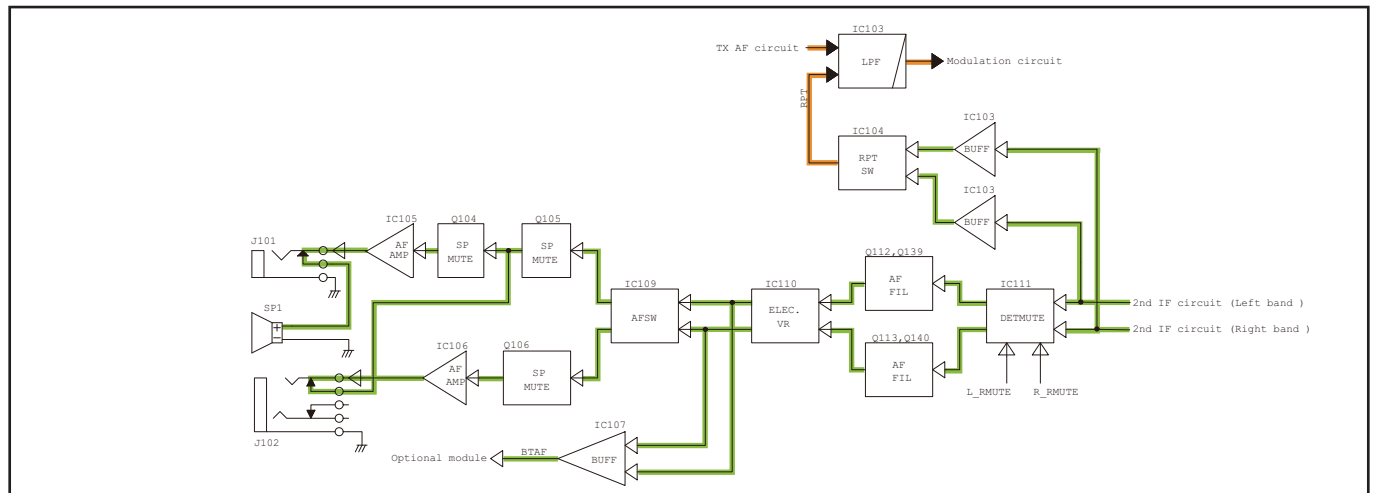 IC103
TX AF circuit
LPF
Modulation circuit
RPT
IC104
RPT
SW
IC103
BUFF
IC103
BUFF
J101
IC105
AF
AMP
Q104
SP
MUTE
Q105
SP
MUTE
SP1
+
−
IC109
AFSW
IC110
ELEC.
VR
Q112,Q139
AF
FIL
Q113,Q140
AF
FIL
IC111
DETMUTE
2nd IF circuit (Left band )
2nd IF circuit (Right band )
L_RMUTE
R_RMUTE
IC106
AF
AMP
Q106
SP
MUTE
J102
IC107
BUFF
BTAF
Optional module